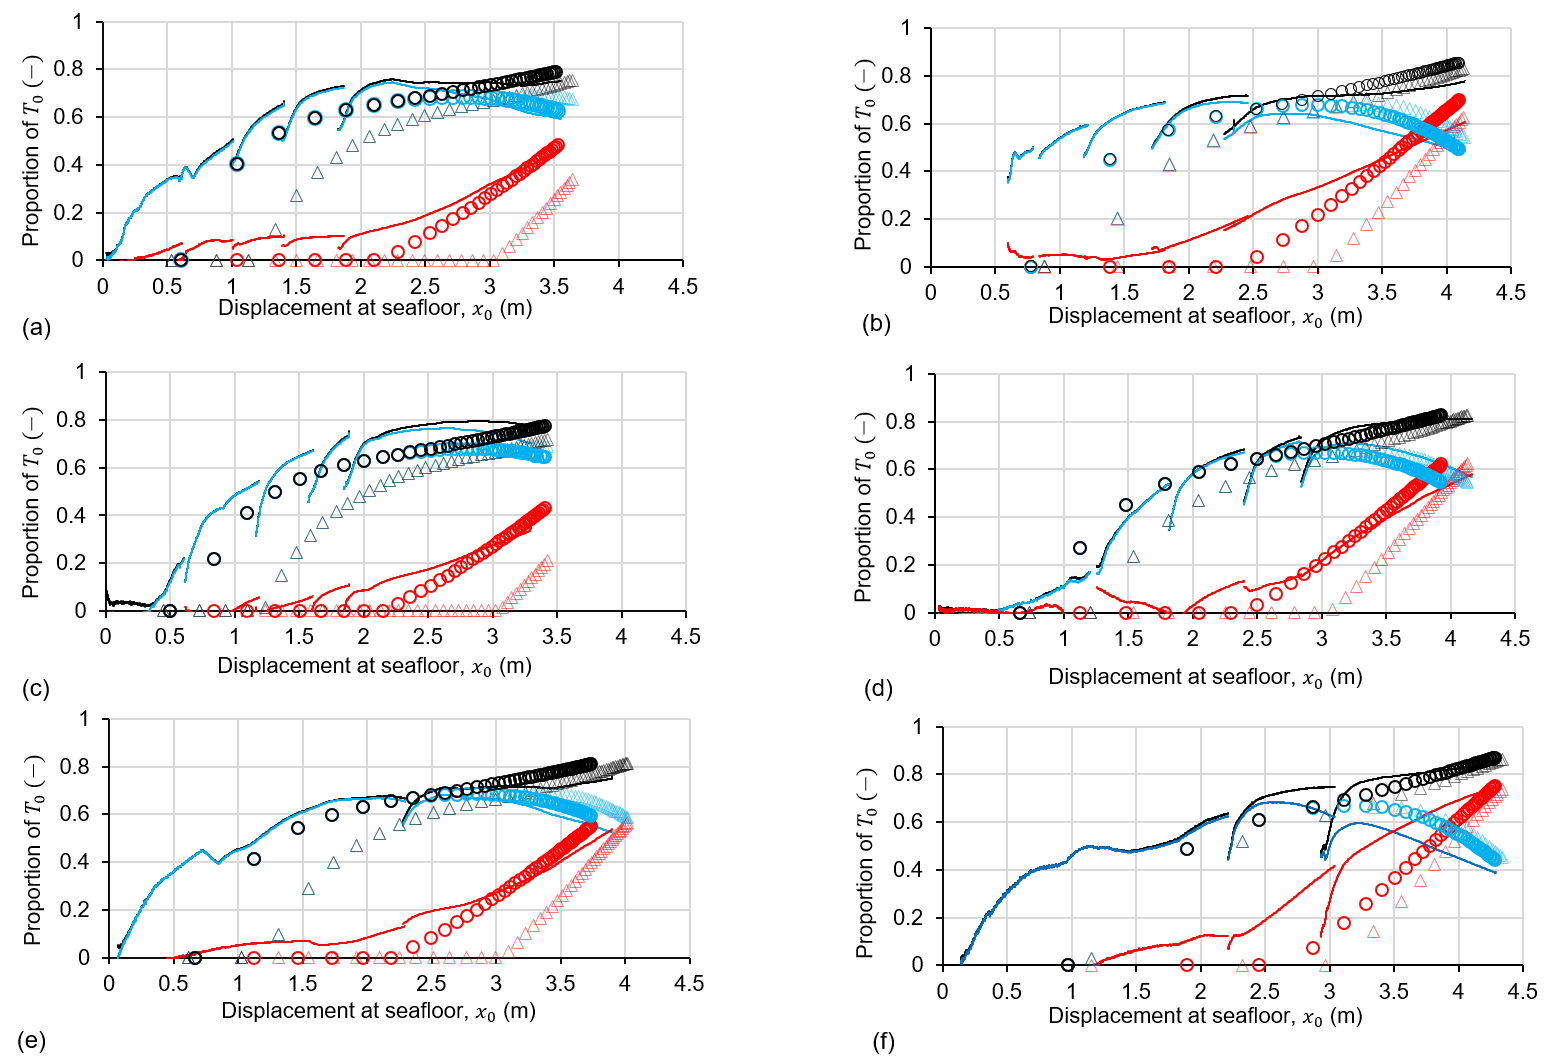 1
0.8
0.6
0.4
0.2
0
Proportion of T₀ (−)
0 0.5 1 1.5 2 2.5 3 3.5 4 4.5
Displacement at seafloor, x₀ (m)
(a)
1
0.8
0.6
0.4
0.2
0
Proportion of T₀ (−)
0 0.5 1 1.5 2 2.5 3 3.5 4 4.5
Displacement at seafloor, x₀ (m)
(b)
1
0.8
0.6
0.4
0.2
0
Proportion of T₀ (−)
0 0.5 1 1.5 2 2.5 3 3.5 4 4.5
Displacement at seafloor, x₀ (m)
(c)
1
0.8
0.6
0.4
0.2
0
Proportion of T₀ (−)
0 0.5 1 1.5 2 2.5 3 3.5 4 4.5
Displacement at seafloor, x₀ (m)
(d)
1
0.8
0.6
0.4
0.2
0
Proportion of T₀ (−)
0 0.5 1 1.5 2 2.5 3 3.5 4 4.5
Displacement at seafloor, x₀ (m)
(e)
1
0.8
0.6
0.4
0.2
0
Proportion of T₀ (−)
0 0.5 1 1.5 2 2.5 3 3.5 4 4.5
Displacement at seafloor, x₀ (m)
(f)